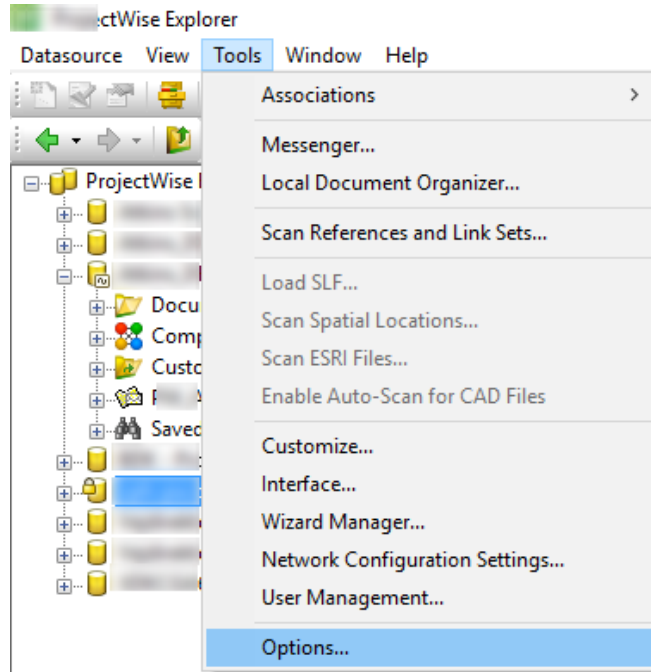 ectWise Explorer
Datasource View Tools Window Help
Associations
Messenger...
ProjectWise
Local Document Organizer...
Scan References and Link Sets...
Load SLF...
Docu
Scan Spatial Locations...
Comp
Scan ESRI Files...
Custo
Enable Auto-Scan for CAD Files
Saved
Customize...
Interface...
Wizard Manager...
Network Configuration Settings...
User Management...
Options...